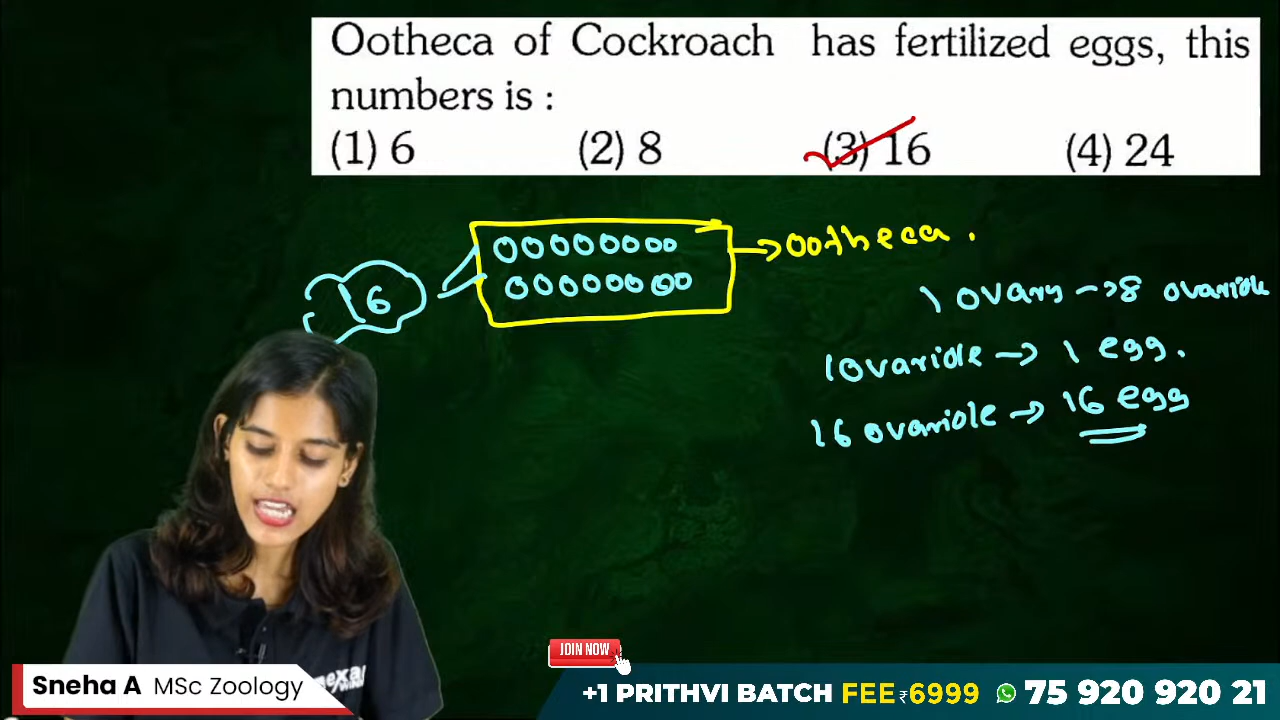 Ootheca of Cockroach has fertilized eggs, this
numbers is :
(1) 6 (2) 8 (3) 16 (4) 24
ootheca.
16
1 ovary → 8 ovariole
1 ovariole → 1 egg.
16 ovariole → 16 egg
Sneha A MSc Zoology
JOIN NOW
+1 PRITHVI BATCH FEE ₹6999 75 920 920 21